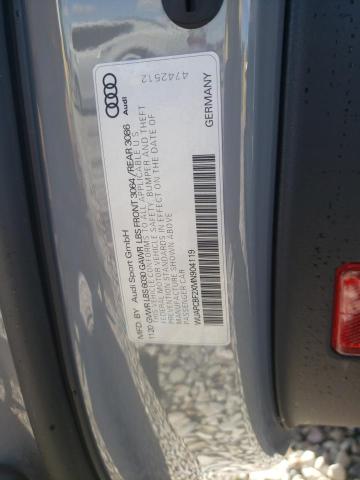 Audi
4742512
MFD. BY Audi Sport GmbH
11 20 GVWR LBS 6030 GAWR LBS FRONT 3064 /REAR 3086
THIS VEHICLE CONFORMS TO ALL APPLICABLE U.S.
FEDERAL MOTOR VEHICLE SAFETY, BUMPER AND THEFT
PREVENTION STANDARDS IN EFFECT ON THE DATE OF
MANUFACTURE SHOWN ABOVE
PASSENGER CAR
WUAPCBF2XMN904119
GERMANY